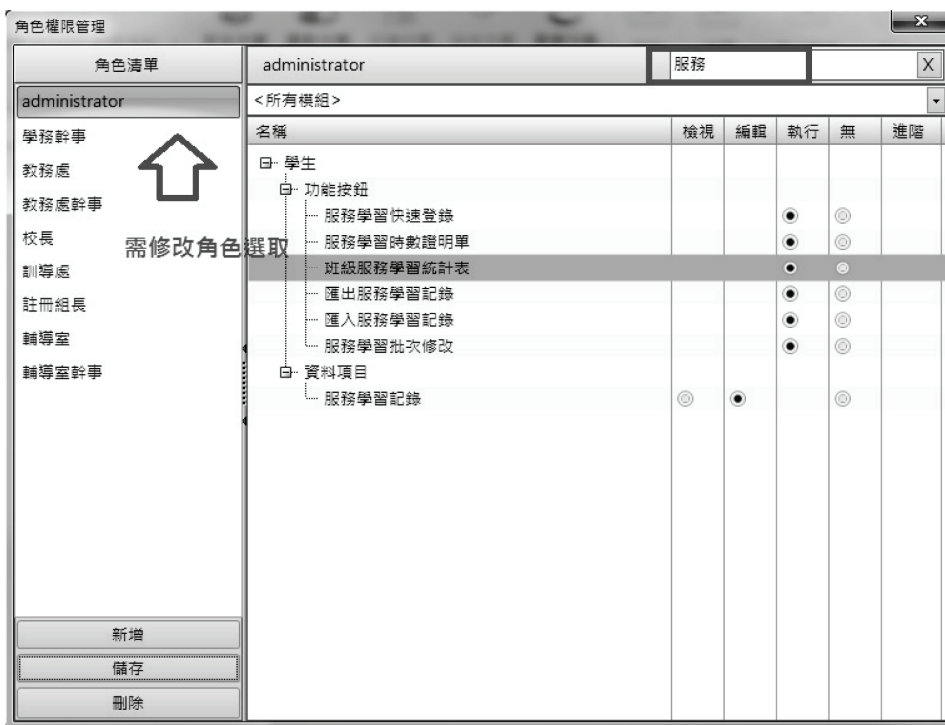 角色權限管理
角色清單
administrator
學務幹事
教務處
教務處幹事
校長
訓導處
註冊組長
輔導室
輔導室幹事
需修改角色選取
新增
儲存
刪除
administrator 服務 X
<所有模組>
名稱 檢視 編輯 執行 無 進階
學生
功能按鈕
服務學習快速登錄
服務學習時數證明單
班級服務學習統計表
匯出服務學習記錄
匯入服務學習記錄
服務學習批次修改
資料項目
服務學習記錄